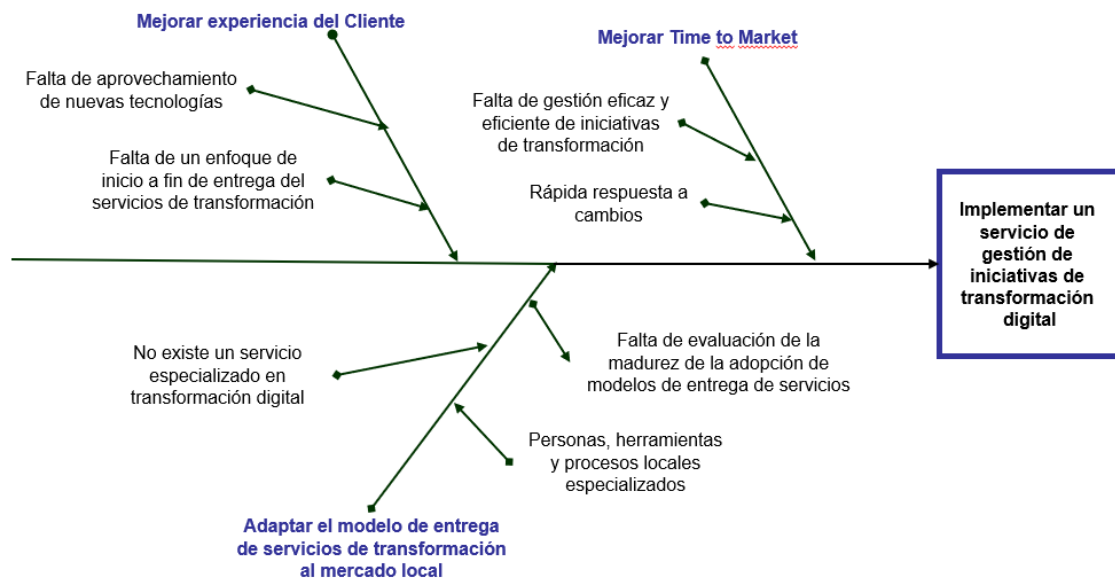 Mejorar experiencia del Cliente
Mejorar Time to Market
Falta de aprovechamiento
de nuevas tecnologías
Falta de gestión eficaz y
eficiente de iniciativas
de transformación
Falta de un enfoque de
inicio a fin de entrega del
servicios de transformación
Rápida respuesta a
cambios
Implementar un
servicio de
gestión de
iniciativas de
transformación
digital
No existe un servicio
especializado en
transformación digital
Falta de evaluación de la
madurez de la adopción de
modelos de entrega de servicios
Personas, herramientas
y procesos locales
especializados
Adaptar el modelo de entrega
de servicios de transformación
al mercado local